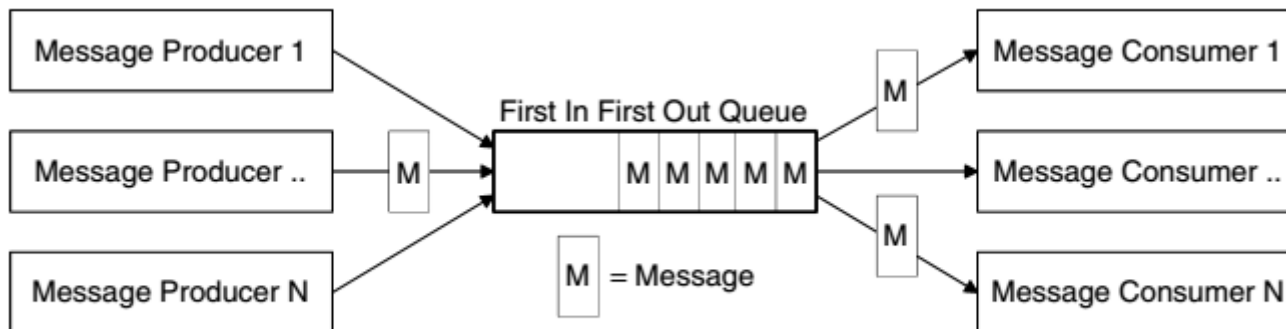 Message Producer 1
Message Consumer 1
M
First In First Out Queue
Message Producer ..
M
M M M M M
Message Consumer ..
M
M = Message
Message Producer N
Message Consumer N